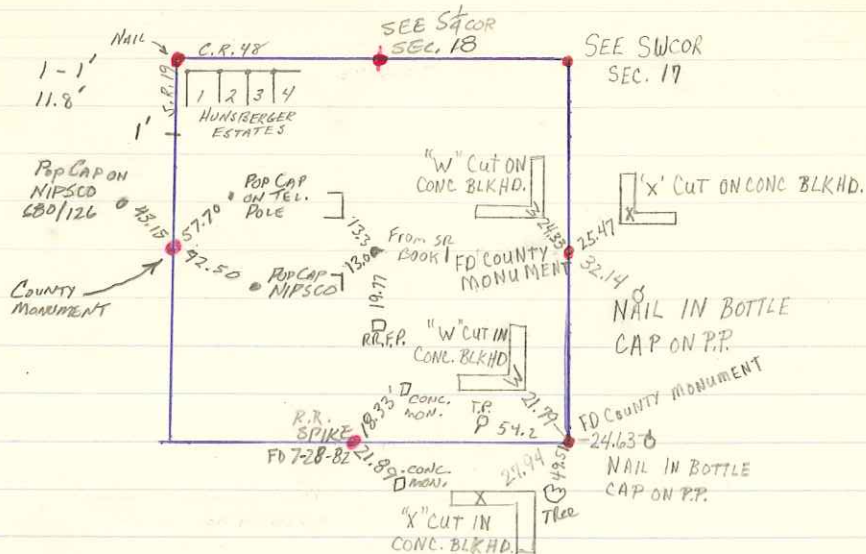 NAIL
C.R. 48
SEE S 1/4 COR
SEC. 18
SEE SWCOR
SEC. 17
1 - 1'
11.8'
1'
S.R. 19
1 2 3 4
HUNSBERGER
ESTATES
POP CAP ON
NIPSCO
680/126
43.15
57.70
POP CAP
ON TEL.
POLE
92.50
POP CAP
NIPSCO
COUNTY
MONUMENT
13.3
13.0
From SR
BOOK
19.77
R.R.F.P.
"W" CUT ON
CONC BLKHD.
W
24.33
25.47
"X" CUT ON CONC BLKHD.
X
FD COUNTY
MONUMENT
32.14
NAIL IN BOTTLE
CAP ON P.P.
"W" CUT IN
CONC. BLKHD
W
21.79
T.P.
54.2
FD COUNTY MONUMENT
24.63
NAIL IN BOTTLE
CAP ON P.P.
R.R.
SPIKE
FD 7-28-82
18.33'
CONC.
MON.
21.89
CONC.
MON.
27.94
49.51
TREE
X
"X" CUT IN
CONC. BLKHD.